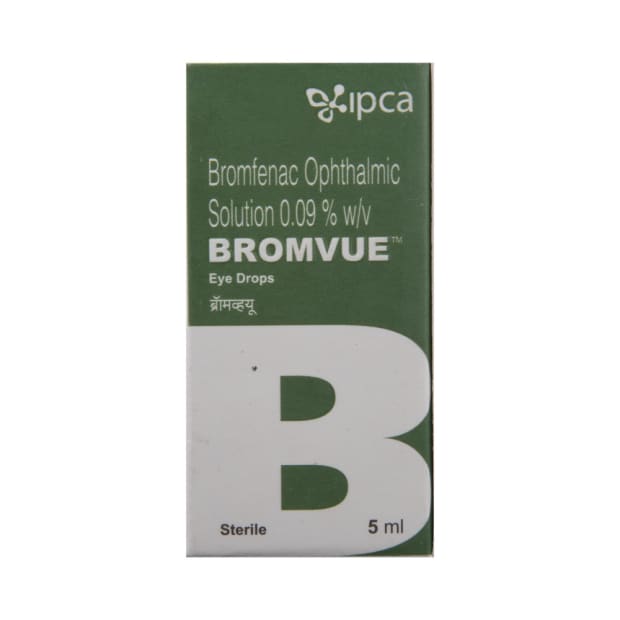 ipca
Bromfenac Ophthalmic
Solution 0.09 % w/v
BROMVUE™
Eye Drops
ब्रॉमव्ह्यू
B
Sterile
5 ml